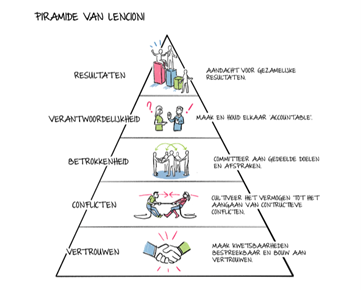 PIRAMIDE VAN LENCIONI
RESULTATEN
AANDACHT VOOR GEZAMELIJKE
RESULTATEN.
VERANTWOORDELIJKHEID
MAAK EN HOUD ELKAAR 'ACCOUNTABLE'.
BETROKKENHEID
COMMITTEER AAN GEDEELDE DOELEN
EN AFSPRAKEN.
CONFLICTEN
CULTIVEER HET VERMOGEN TOT HET
AANGAAN VAN CONTRUCTIEVE
CONFLICTEN.
VERTROUWEN
MAAK KWETSBAARHEDEN
BESPREEKBAAR EN BOUW AAN
VERTROUWEN.